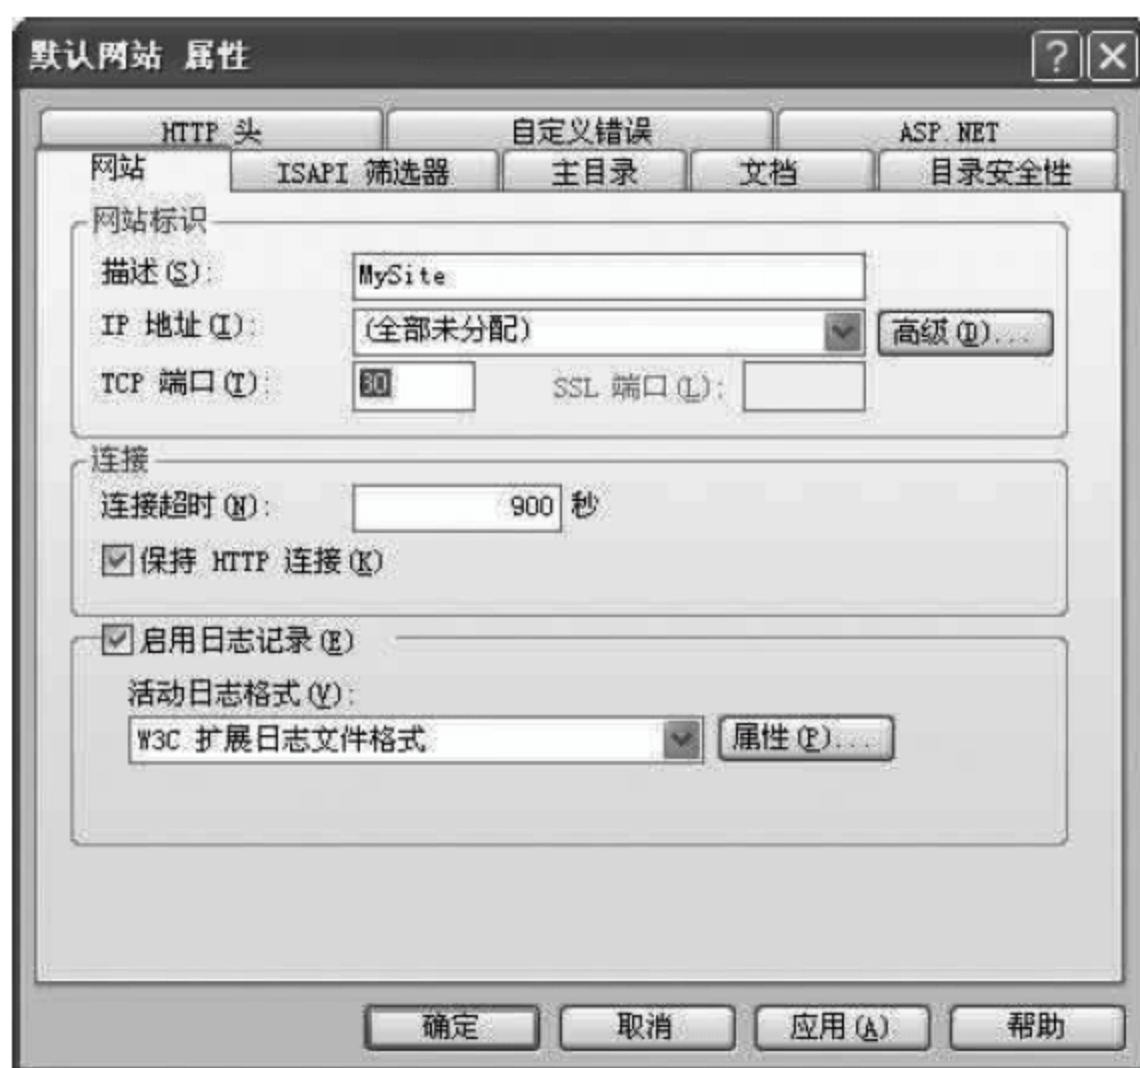 默认网站 属性
HTTP 头 自定义错误 ASP.NET
网站 ISAPI 筛选器 主目录 文档 目录安全性
网站标识
描述(S): MySite
IP 地址(I): (全部未分配) 高级(D)...
TCP 端口(T): 80 SSL 端口(L):
连接
连接超时(N): 900 秒
保持 HTTP 连接(K)
启用日志记录(E)
活动日志格式(V):
W3C 扩展日志文件格式 属性(P)...
确定 取消 应用(A) 帮助